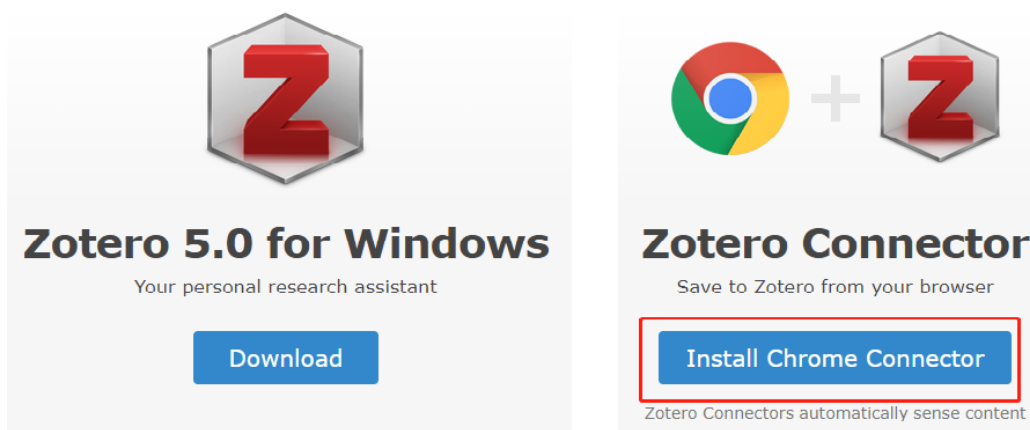 Zotero 5.0 for Windows
Your personal research assistant
Download
Zotero Connector
Save to Zotero from your browser
Install Chrome Connector
Zotero Connectors automatically sense content